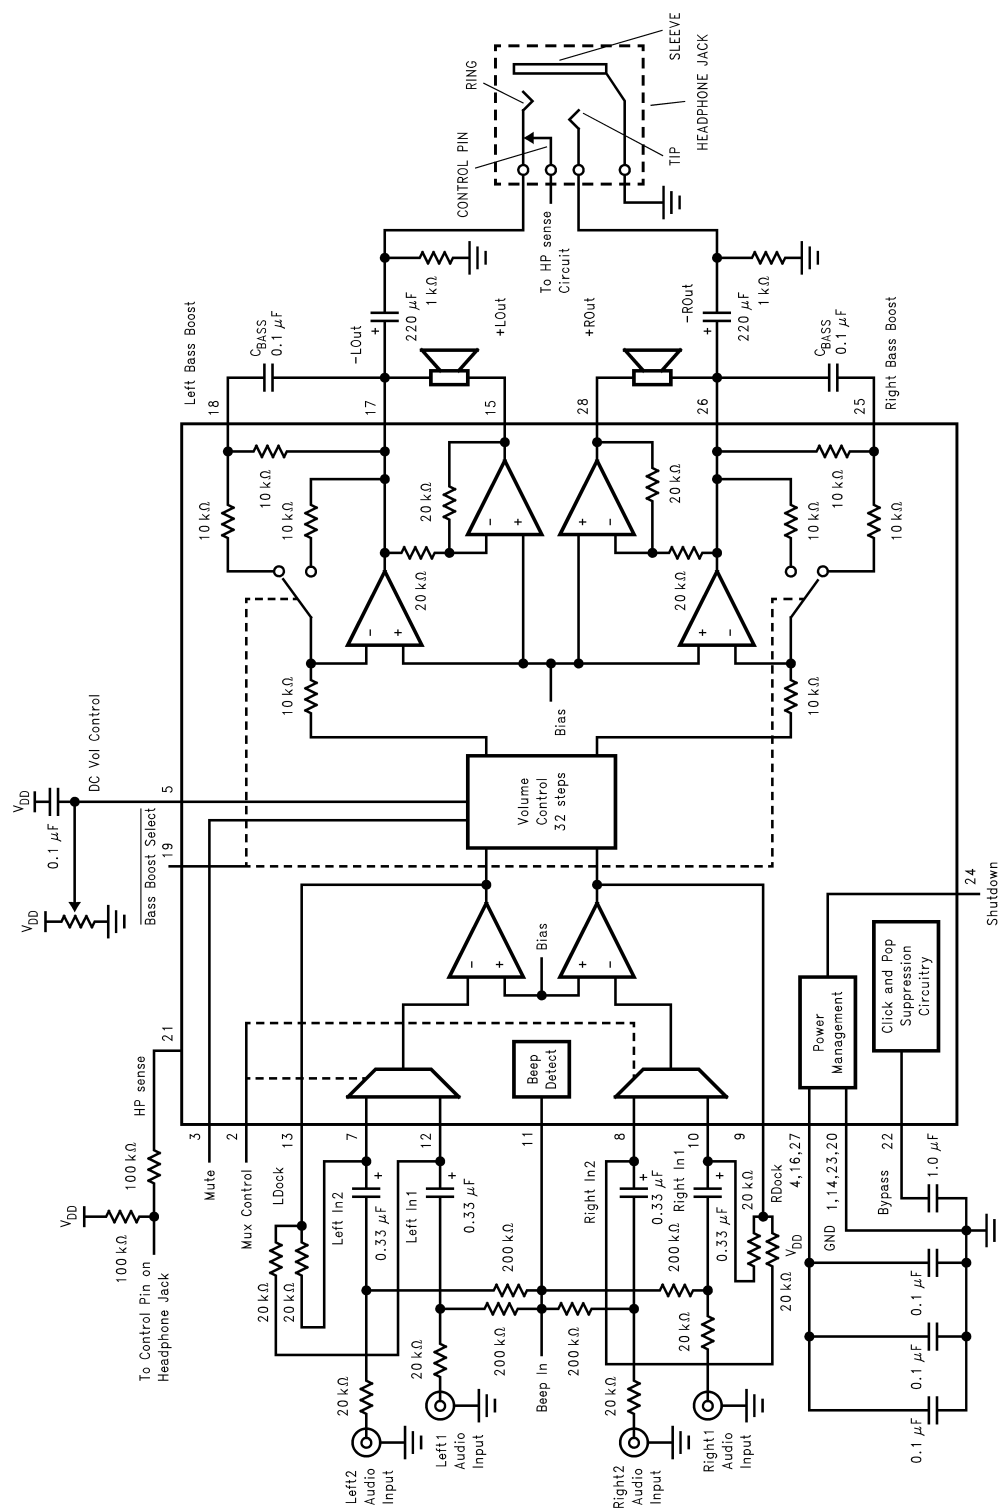 SLEEVE
HEADPHONE JACK
RING
TIP
CONTROL PIN
To HP sense
Circuit
1 kΩ
1 kΩ
Left Bass Boost
CBASS
0.1 µF
−LOut
+
220 µF
+LOut
+ROut
−ROut
+
220 µF
CBASS
0.1 µF
Right Bass Boost
18
17
15
28
26
25
10 kΩ
10 kΩ
10 kΩ
20 kΩ
20 kΩ
−
+
+
−
20 kΩ
20 kΩ
10 kΩ
10 kΩ
10 kΩ
−
+
+
−
10 kΩ
Bias
10 kΩ
VDD
0.1 µF
DC Vol Control
5
VDD
Bass Boost Select
19
Volume
Control
32 steps
−
+
+
−
Bias
24
Shutdown
Power
Management
Click and Pop
Suppression
Circuitry
Beep
Detect
21
HP sense
100 kΩ
VDD
100 kΩ
To Control Pin on
Headphone Jack
3
Mute
2
Mux Control
13
LDock
7
Left In2
12
Left In1
11
8
Right In2
10
Right In1
9
RDock
4,16,27
VDD
1,14,23,20
GND
22
Bypass
1.0 µF
20 kΩ
20 kΩ
+
0.33 µF
+
0.33 µF
+
0.33 µF
+
0.33 µF
20 kΩ
20 kΩ
200 kΩ
200 kΩ
200 kΩ
200 kΩ
Beep In
20 kΩ
20 kΩ
20 kΩ
20 kΩ
0.1 µF
0.1 µF
0.1 µF
Left2
Audio
Input
Left1
Audio
Input
Right2
Audio
Input
Right1
Audio
Input